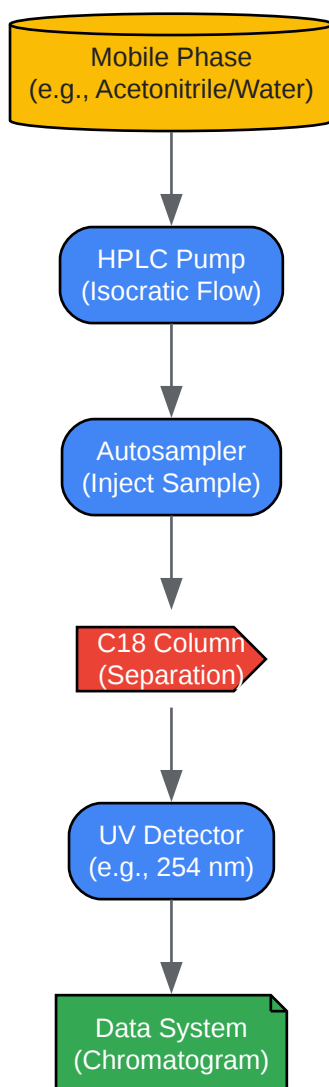 Mobile Phase
(e.g., Acetonitrile/Water)
HPLC Pump
(Isocratic Flow)
Autosampler
(Inject Sample)
C18 Column
(Separation)
UV Detector
(e.g., 254 nm)
Data System
(Chromatogram)